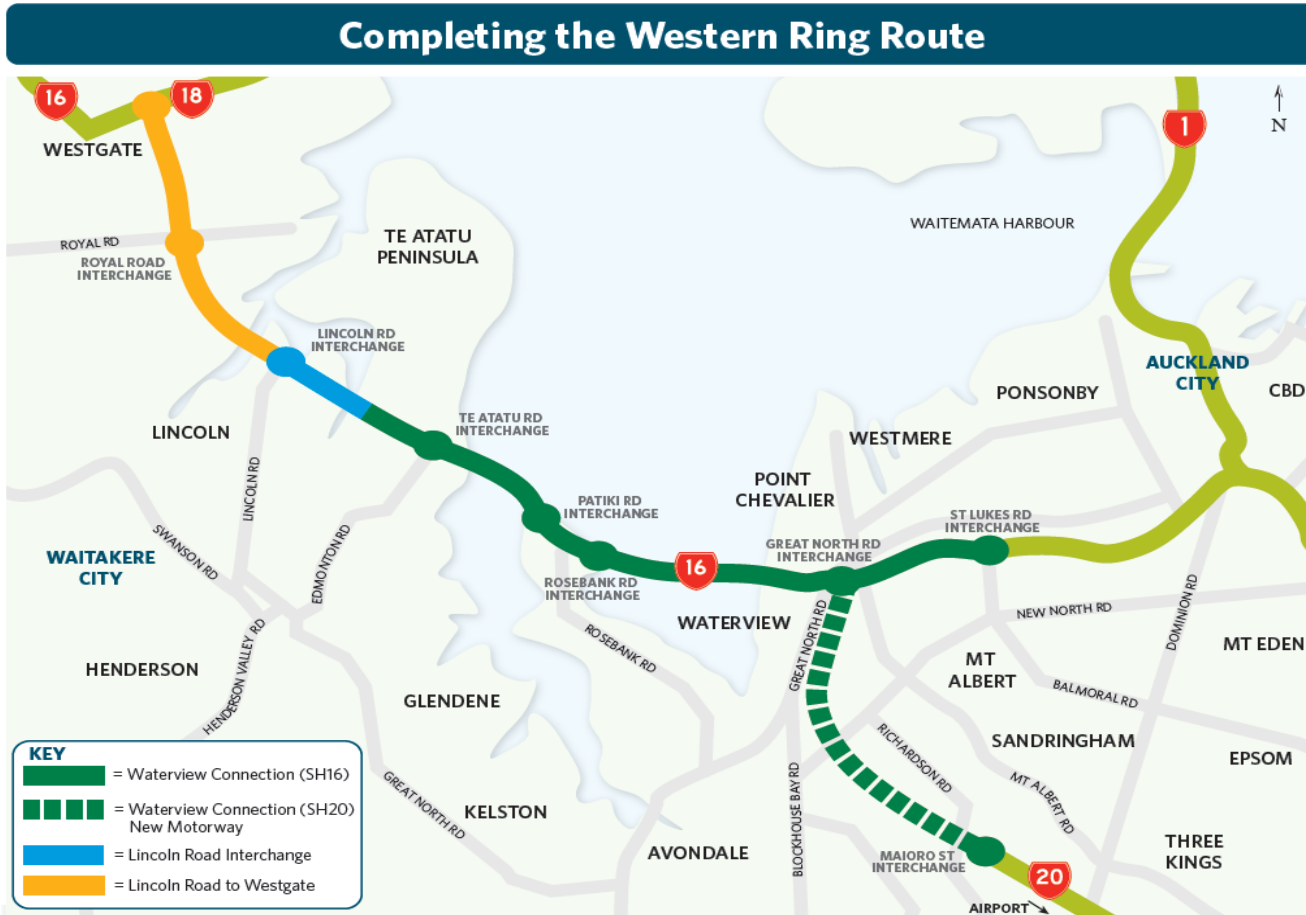 Completing the Western Ring Route
16
18
1
N
WESTGATE
ROYAL RD
ROYAL ROAD
INTERCHANGE
TE ATATU
PENINSULA
WAITEMATA HARBOUR
LINCOLN RD
INTERCHANGE
AUCKLAND
CITY
CBD
PONSONBY
LINCOLN
TE ATATU RD
INTERCHANGE
WESTMERE
POINT
CHEVALIER
LINCOLN RD
PATIKI RD
INTERCHANGE
ST LUKES RD
INTERCHANGE
SWANSON RD
WAITAKERE
CITY
EDMONTON RD
GREAT NORTH RD
INTERCHANGE
16
ROSEBANK RD
INTERCHANGE
NEW NORTH RD
DOMINION RD
WATERVIEW
ROSEBANK RD
GREAT NORTH RD
MT EDEN
HENDERSON
HENDERSON VALLEY RD
MT
ALBERT
BALMORAL RD
GLENDENE
SANDRINGHAM
EPSOM
RICHARDSON RD
MT ALBERT RD
KEY
= Waterview Connection (SH16)
= Waterview Connection (SH20)
New Motorway
= Lincoln Road Interchange
= Lincoln Road to Westgate
GREAT NORTH RD
KELSTON
BLOCKHOUSE BAY RD
AVONDALE
MAIORO ST
INTERCHANGE
THREE
KINGS
20
AIRPORT